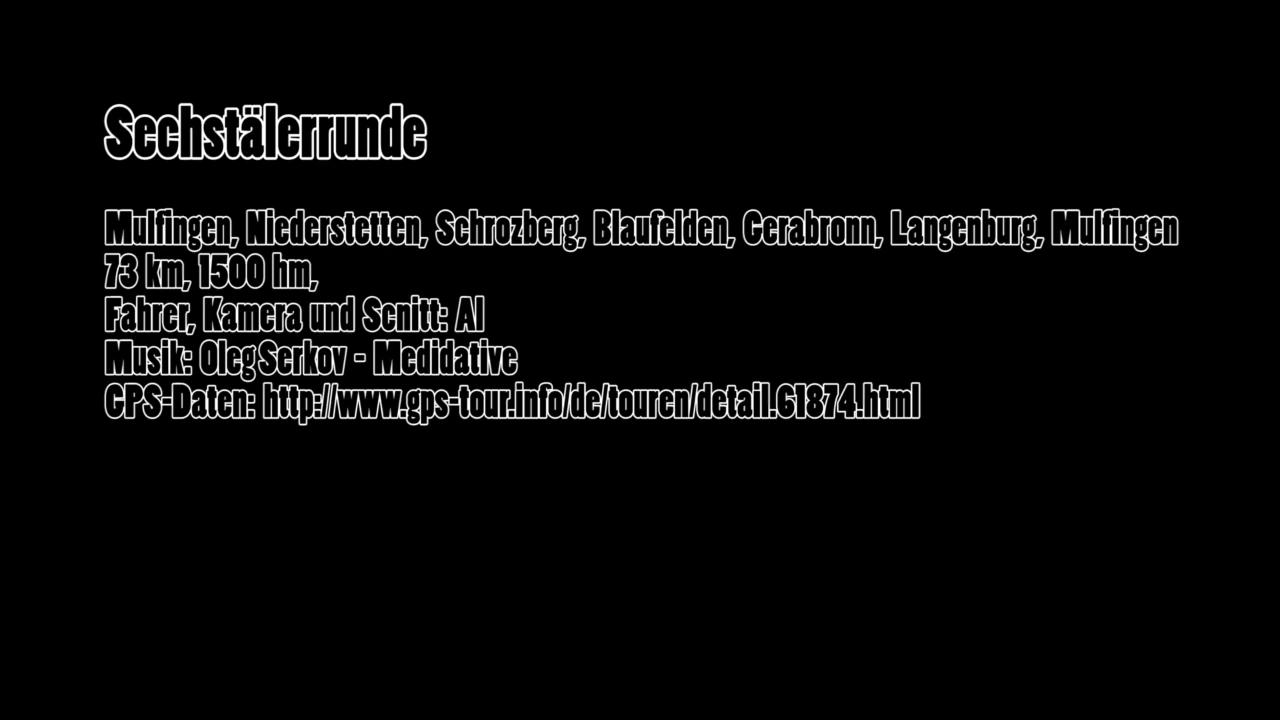 Sechstälerrunde
Mulfingen, Niederstetten, Schrozberg, Blaufelden, Gerabronn, Langenburg, Mulfingen
73 km, 1500 hm,
Fahrer, Kamera und Scnitt: Al
Musik: Oleg Serkov - Medidative
GPS-Daten: http://www.gps-tour.info/de/touren/detail.61874.html